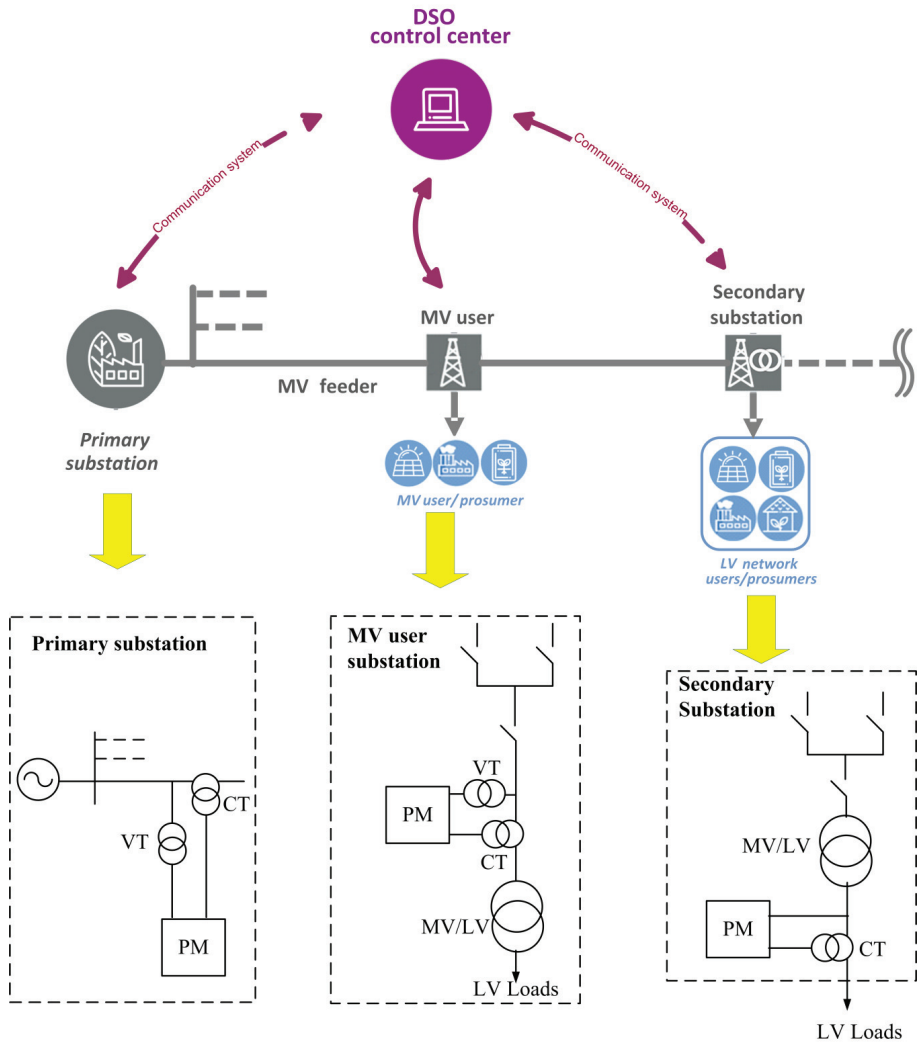 DSO
control center
Communication system
Communication system
MV user
Secondary
substation
MV feeder
Primary
substation
MV user/prosumer
LV network
users/prosumers
Primary substation
CT
VT
PM
MV user
substation
VT
PM
CT
MV/LV
LV Loads
Secondary
Substation
MV/LV
PM
CT
LV Loads